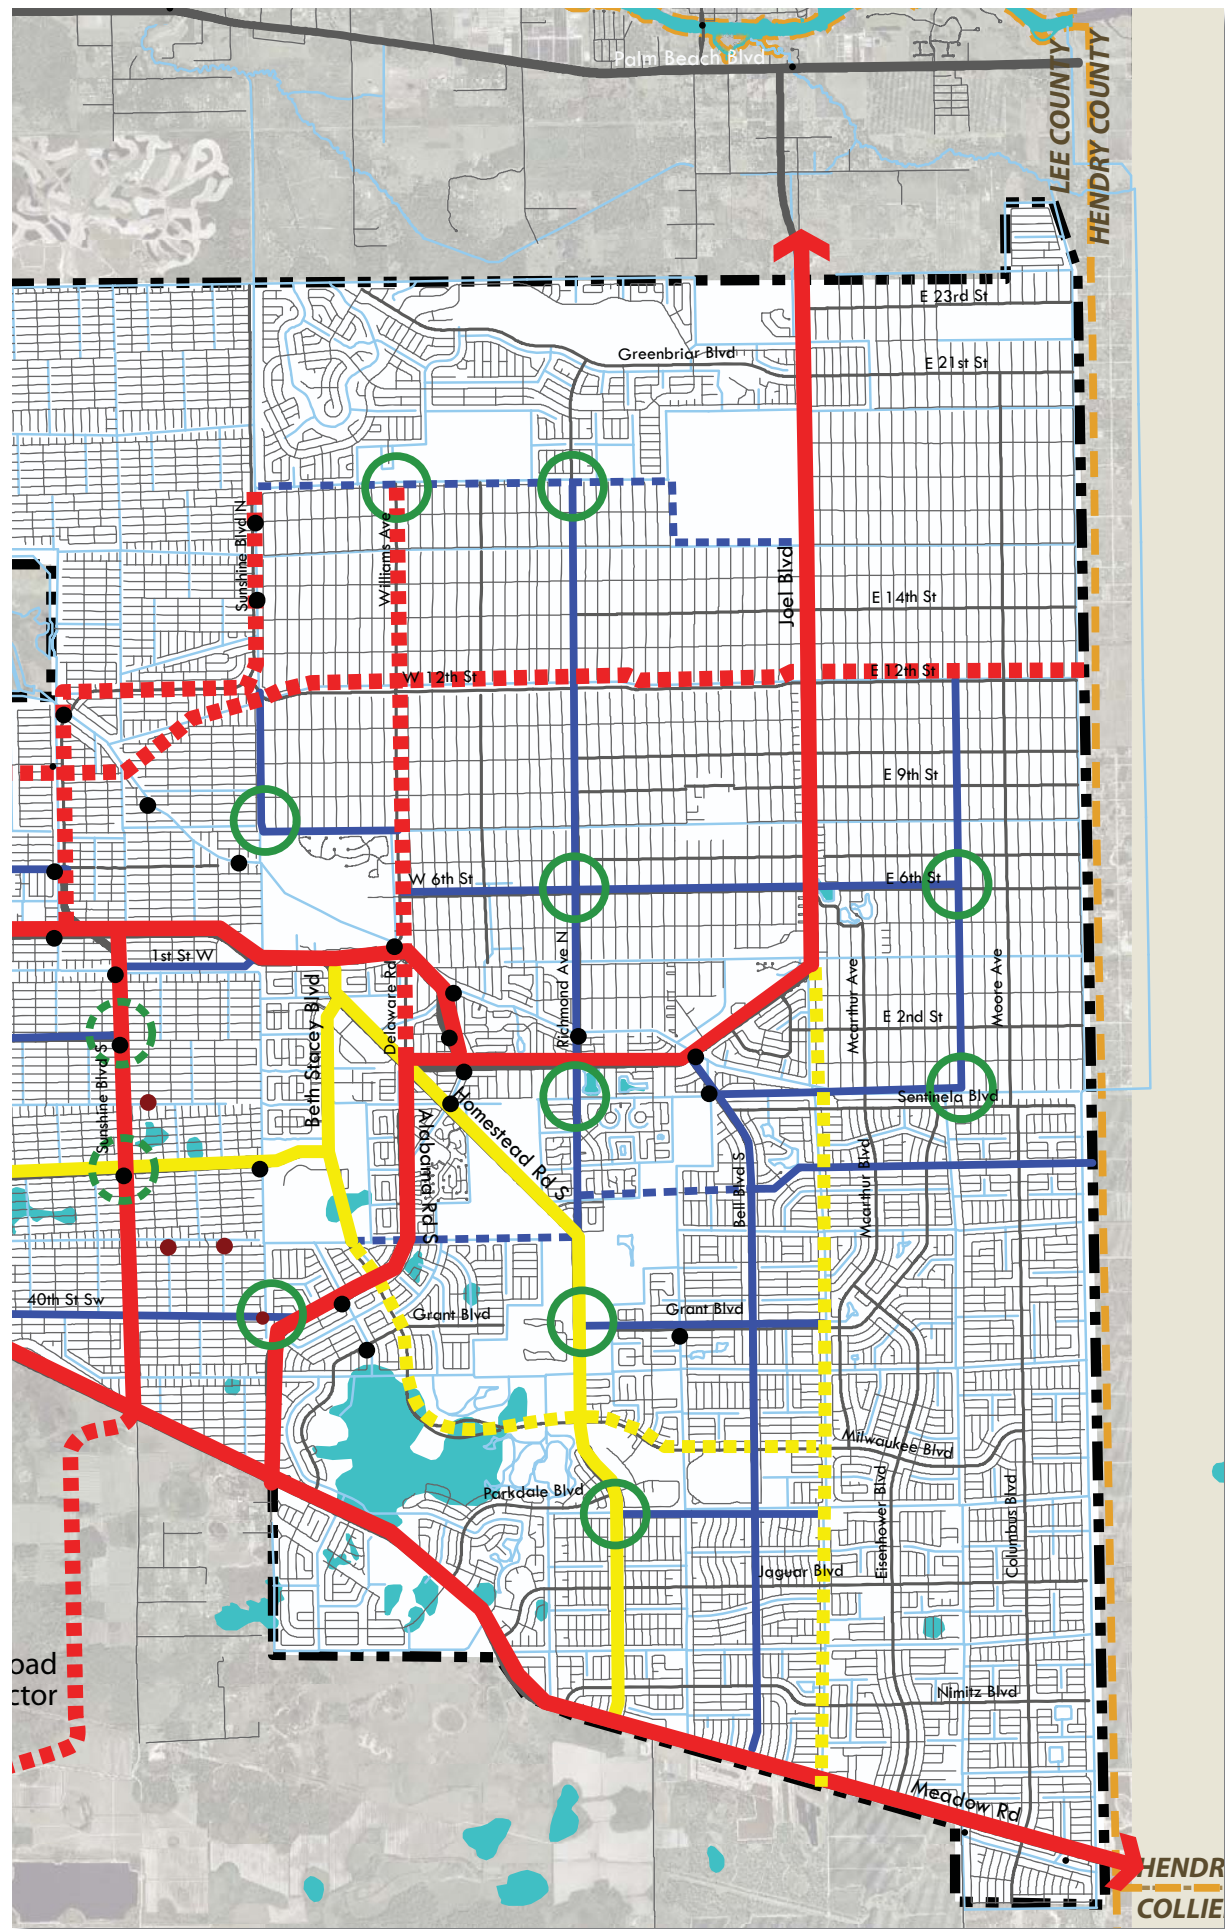 Palm Beach Blvd
LEE COUNTY
HENDRY COUNTY
E 23rd St
Greenbriar Blvd
E 21st St
Sunshine Blvd N
Williams Ave
Joel Blvd
E 14th St
W 12th St
E 12th St
E 9th St
W 6th St
E 6th St
1st St W
Delaware Rd
Beth Stacey Blvd
Richmond Ave N
Mcarthur Ave
Moore Ave
E 2nd St
Sunshine Blvd S
Homestead Rd S
Alabama Rd S
Sentinela Blvd
Bell Blvd S
Mcarthur Blvd
40th St Sw
Grant Blvd
Grant Blvd
Milwaukee Blvd
Parkdale Blvd
Eisenhower Blvd
Columbus Blvd
Jaguar Blvd
oad
ctor
Nimitz Blvd
Meadow Rd
HENDR
COLLIE